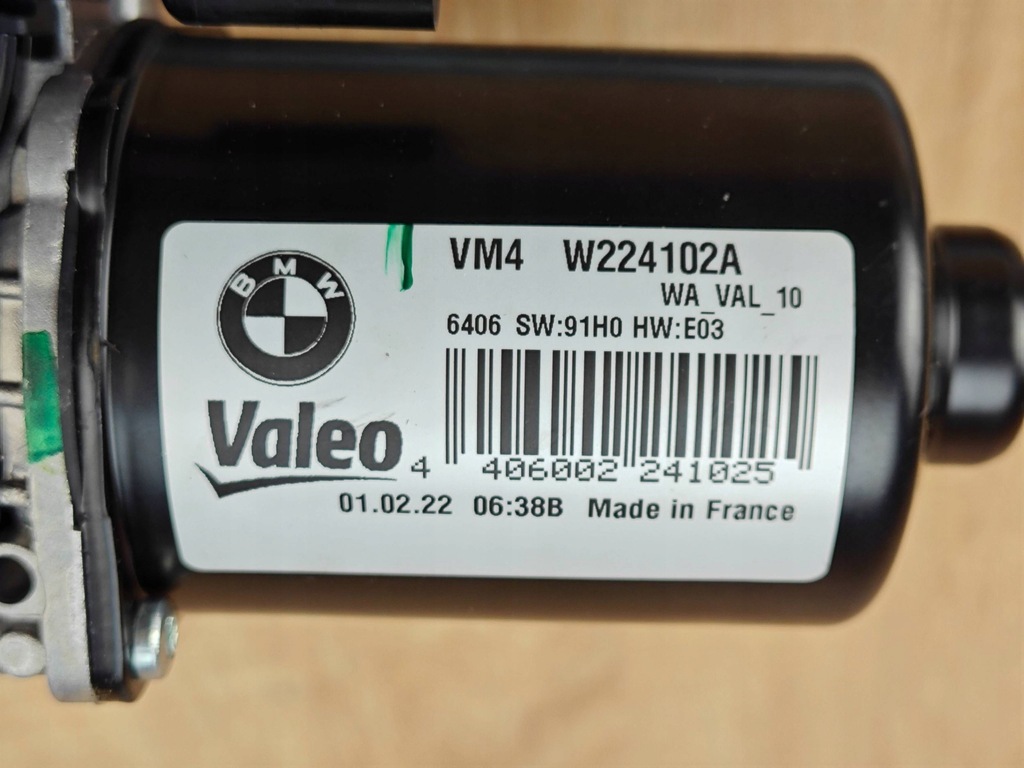 BMW
VM4 W224102A
WA_VAL_10
6406 SW:91H0 HW:E03
Valeo
4 406002 241025
01.02.22 06:38B Made in France